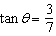 tan θ = 3/7